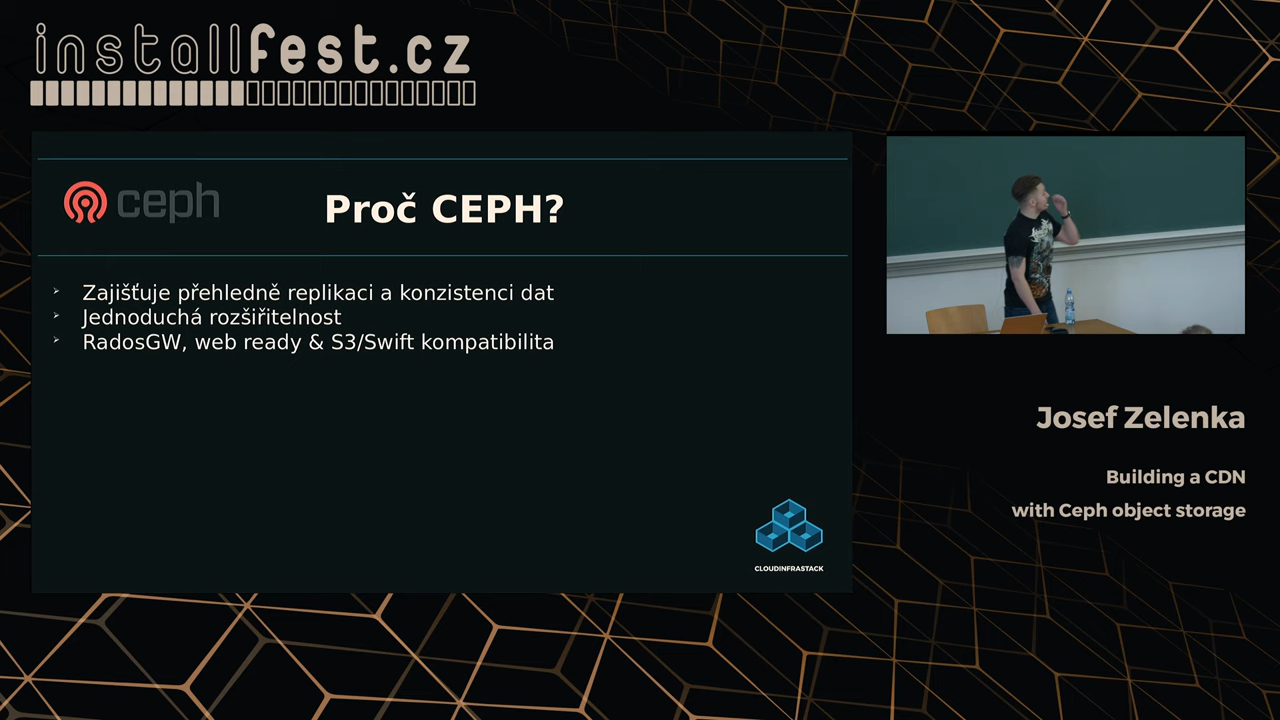 installfest.cz
ceph
Proč CEPH?
Zajišťuje přehledně replikaci a konzistenci dat
Jednoduchá rozšiřitelnost
RadosGW, web ready & S3/Swift kompatibilita
CLOUDINFRASTACK
Josef Zelenka
Building a CDN
with Ceph object storage